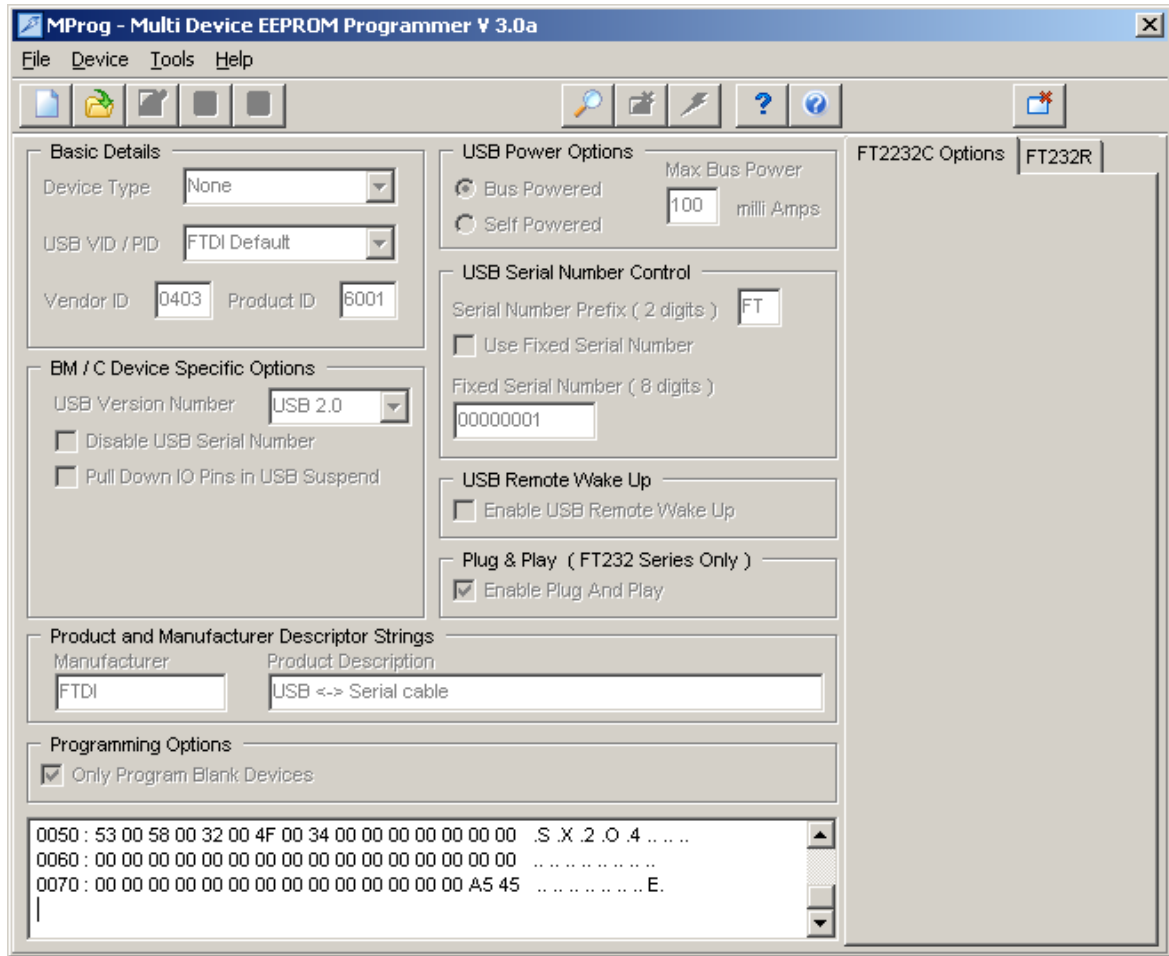 MProg - Multi Device EEPROM Programmer V 3.0a
File Device Tools Help
Basic Details
Device Type None
USB VID / PID FTDI Default
Vendor ID 0403 Product ID 6001
BM / C Device Specific Options
USB Version Number USB 2.0
Disable USB Serial Number
Pull Down IO Pins in USB Suspend
USB Power Options
Bus Powered
Self Powered
Max Bus Power
100 milli Amps
USB Serial Number Control
Serial Number Prefix ( 2 digits ) FT
Use Fixed Serial Number
Fixed Serial Number ( 8 digits )
00000001
USB Remote Wake Up
Enable USB Remote Wake Up
Plug & Play ( FT232 Series Only )
Enable Plug And Play
FT2232C Options FT232R
Product and Manufacturer Descriptor Strings
Manufacturer Product Description
FTDI USB <-> Serial cable
Programming Options
Only Program Blank Devices
0050 : 53 00 58 00 32 00 4F 00 34 00 00 00 00 00 00 00 .S .X .2 .O .4 .. .. ..
0060 : 00 00 00 00 00 00 00 00 00 00 00 00 00 00 00 00 .. .. .. .. .. .. .. ..
0070 : 00 00 00 00 00 00 00 00 00 00 00 00 00 00 A5 45 .. .. .. .. .. .. .. E.